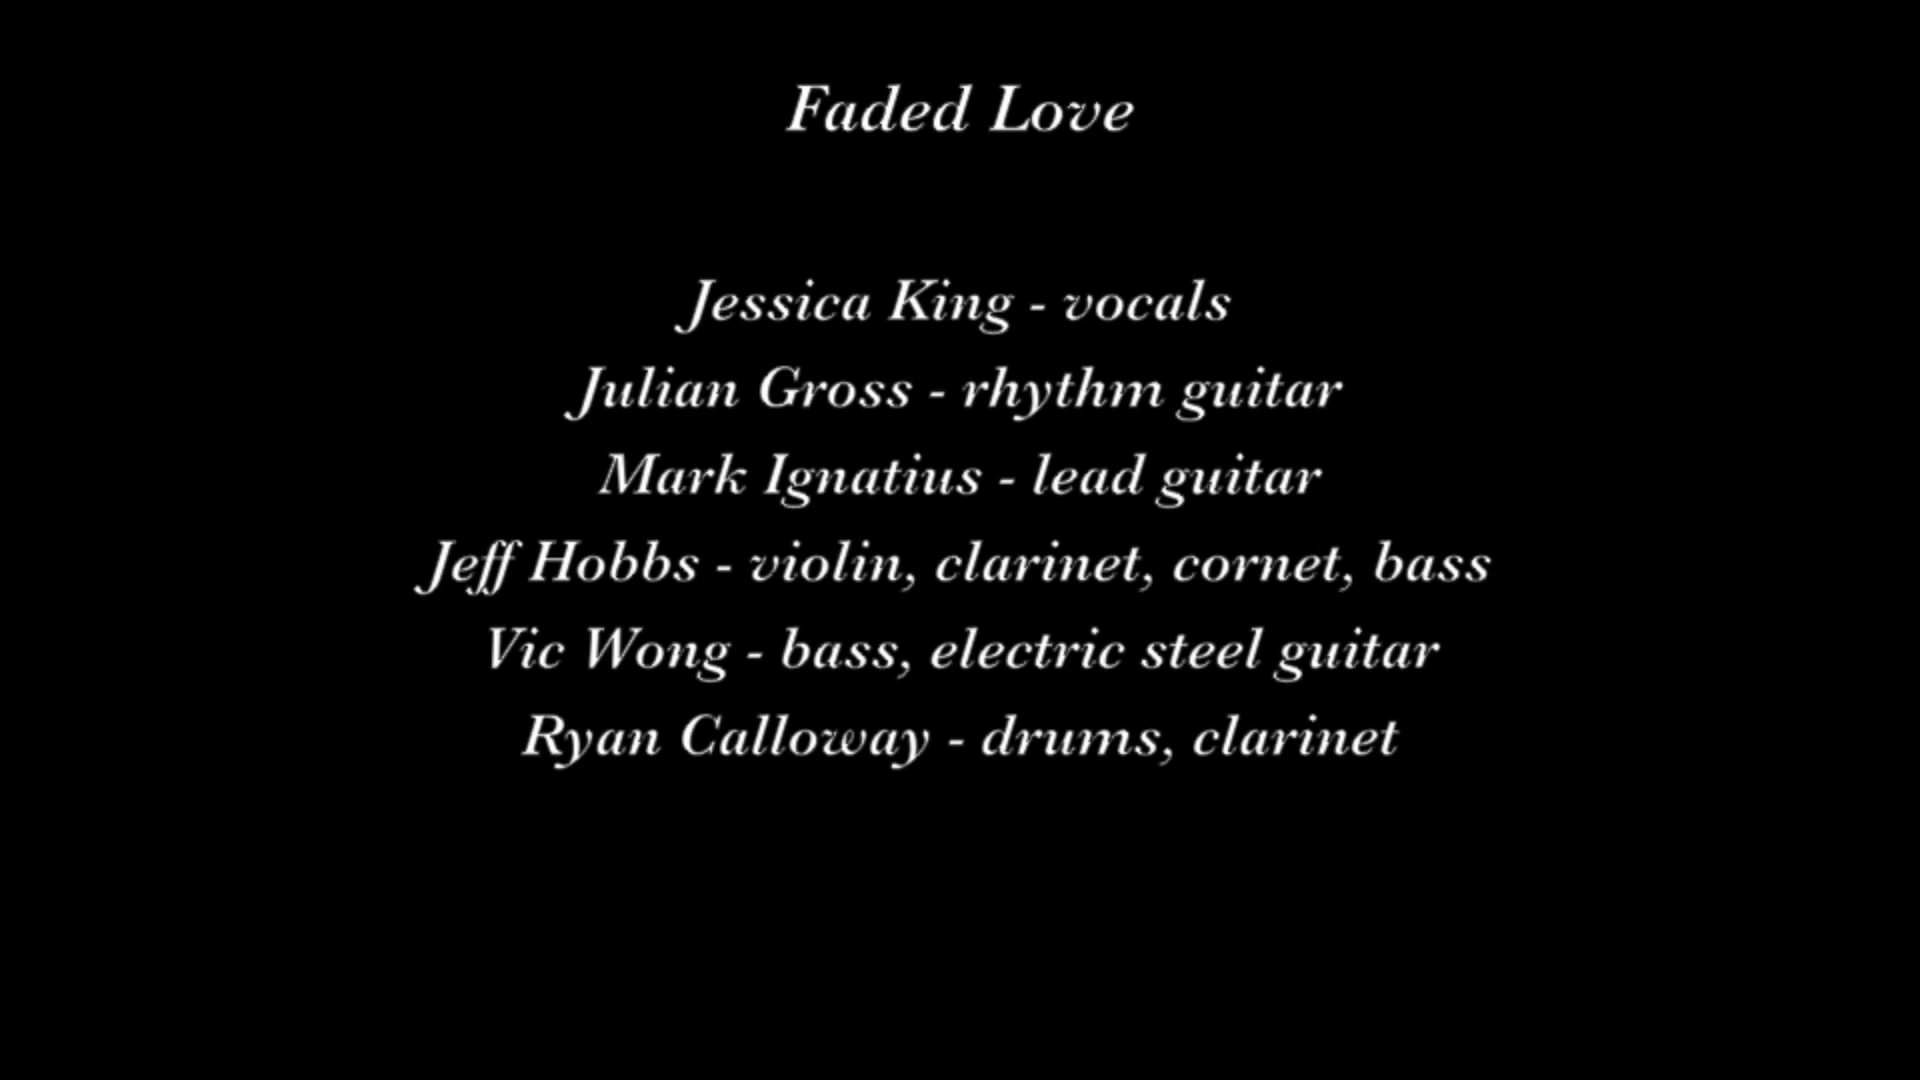 Faded Love
Jessica King - vocals
Julian Gross - rhythm guitar
Mark Ignatius - lead guitar
Jeff Hobbs - violin, clarinet, cornet, bass
Vic Wong - bass, electric steel guitar
Ryan Calloway - drums, clarinet